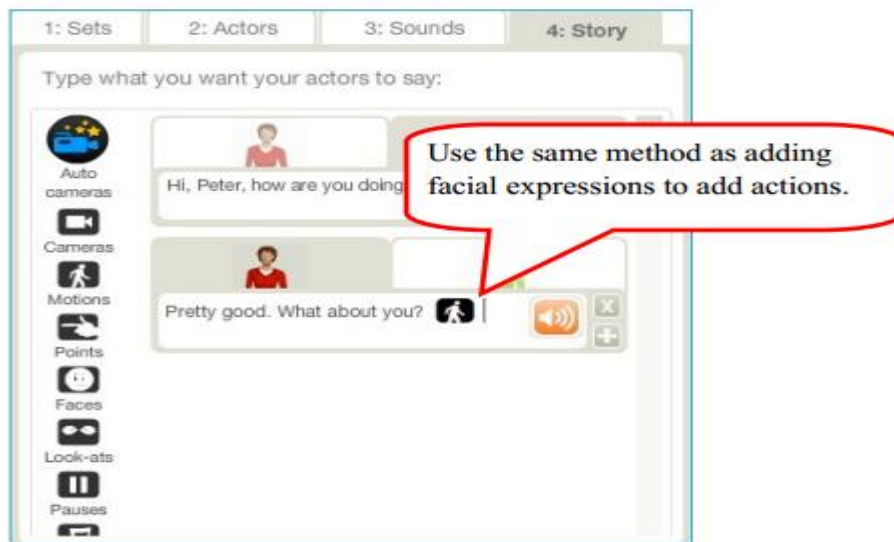 1: Sets 2: Actors 3: Sounds 4: Story
Type what you want your actors to say:
Auto
cameras
Cameras
Motions
Points
Faces
Look-ats
Pauses
Hi, Peter, how are you doing
Pretty good. What about you?
Use the same method as adding
facial expressions to add actions.